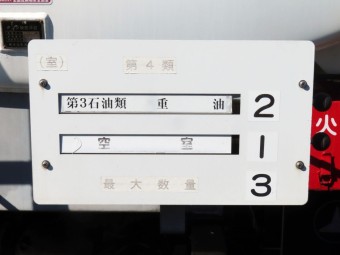 (室) 第4類
第3石油類 重油 2
空室 1
最大数量 3
火